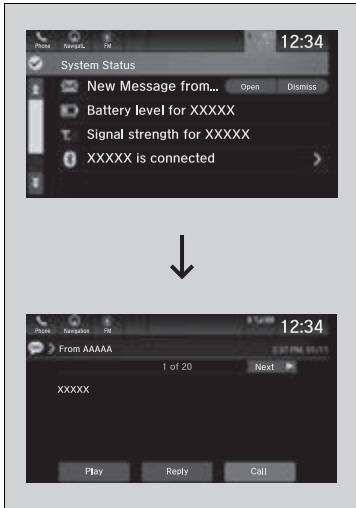 Phone Navigati.. FM 12:34
System Status
New Message from... Open Dismiss
Battery level for XXXXX
Signal strength for XXXXX
XXXXX is connected
Phone Navigation FM 12:34
From AAAAA
1 of 20 Next
XXXXX
Play Reply Call